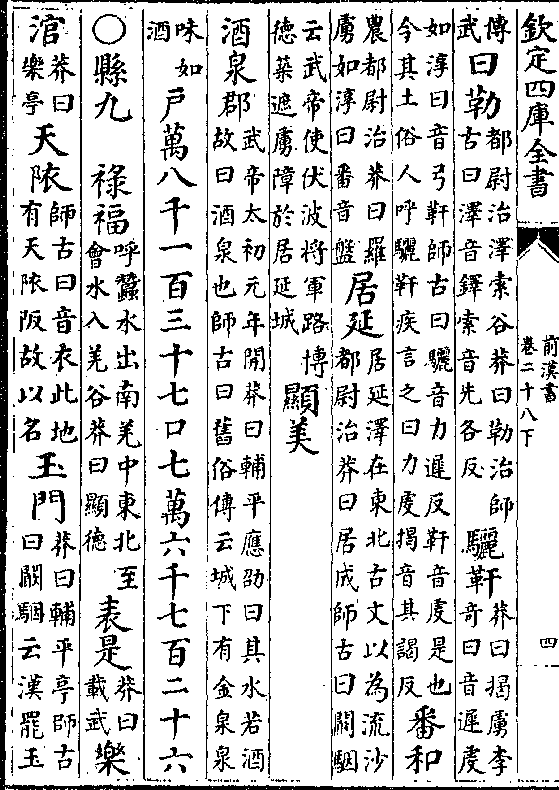 欽定四庫全書
前漢書
卷二十八下
四
傳武曰勒都尉治澤索谷莽曰勒治師古曰澤音鐸索音先各反驪靬莽曰揭虜李奇曰音遲虔
如淳曰音弓靬師古曰驪音力遲反靬音虔是也今其土俗人呼驪靬疾言之曰力虔揭音其謁反番和
農都尉治莽曰羅虜如淳曰番音盤居延居延澤在東北古文以為流沙都尉治莽曰居成師古曰闞駰
云武帝使伏波將軍路博德築遮虜障於居延城顯美
酒泉郡武帝太初元年開莽曰輔平應劭曰其水若酒故曰酒泉也師古曰舊俗傳云城下有金泉泉
味如酒戶萬八千一百三十七口七萬六千七百二十六
○縣九 祿福呼蠶水出南羌中東北至會水入羌谷莽曰顯德表是莽曰載武樂
涫莽曰樂亭天師古曰音衣此地有天阪故以名玉門莽曰輔平亭師古曰闞駰云漢罷玉